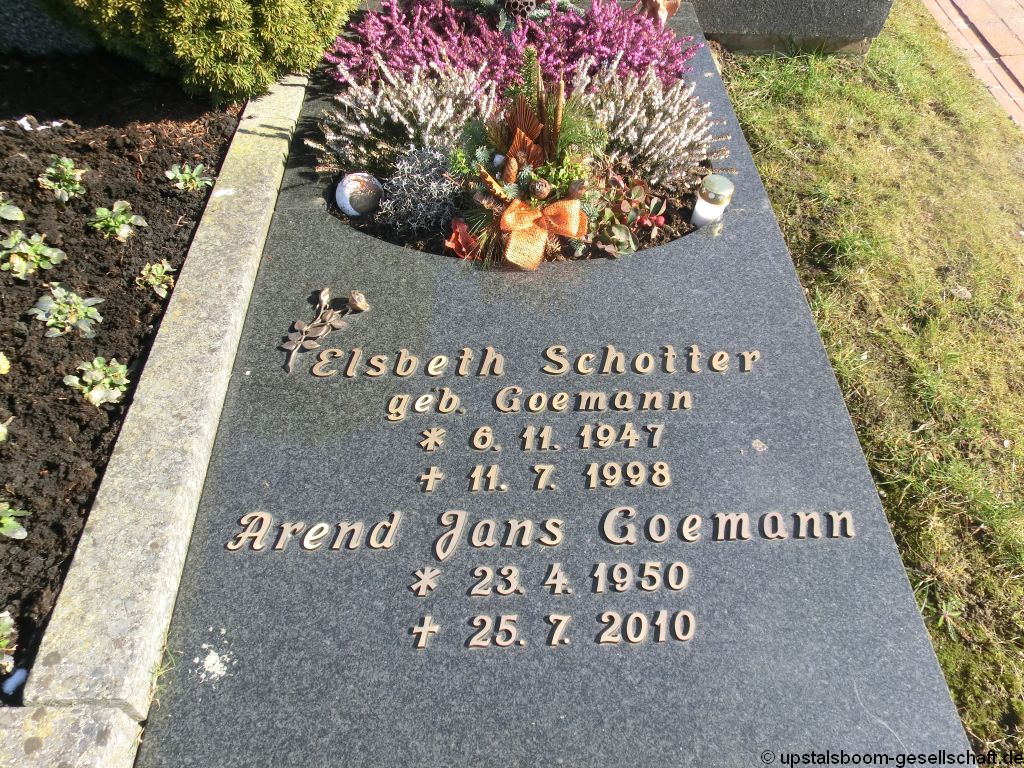 Elsbeth Schotter
geb. Goemann
* 6. 11. 1947
† 11. 7. 1998
Arend Jans Goemann
* 23. 4. 1950
† 25. 7. 2010
© upstalsboom-gesellschaft.de